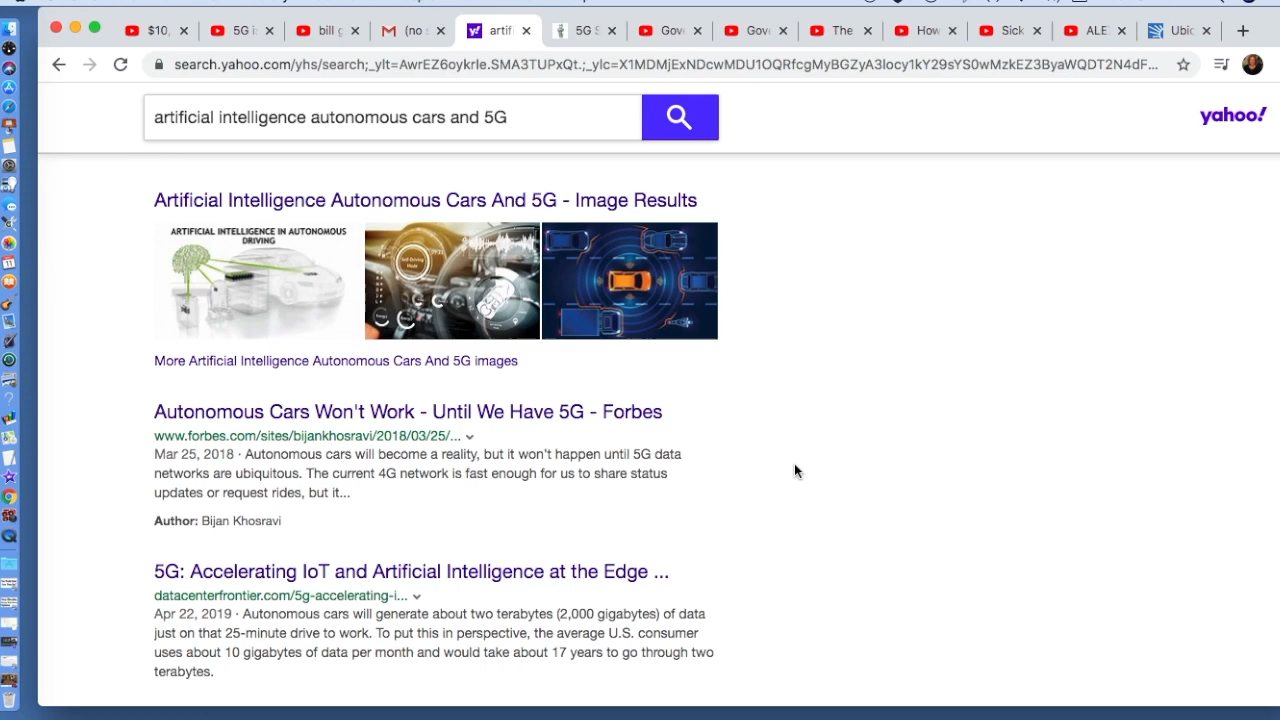 $10,
5G i
bill g
(no s
artif
5G S
Gove
Gove
The
How
Sick
ALE
Ubic
search.yahoo.com/yhs/search;_ylt=AwrEZ6oykrIe.SMA3TUPxQt.;_ylc=X1MDMjExNDcwMDU1OQRfcgMyBGZyA3locy1kY29sYS0wMzkEZ3ByaWQDT2N4dF...
artificial intelligence autonomous cars and 5G
yahoo!
Artificial Intelligence Autonomous Cars And 5G - Image Results
ARTIFICIAL INTELLIGENCE IN AUTONOMOUS
DRIVING
More Artificial Intelligence Autonomous Cars And 5G images
Autonomous Cars Won't Work - Until We Have 5G - Forbes
www.forbes.com/sites/bijankhosravi/2018/03/25/...
Mar 25, 2018 · Autonomous cars will become a reality, but it won't happen until 5G data
networks are ubiquitous. The current 4G network is fast enough for us to share status
updates or request rides, but it...
Author: Bijan Khosravi
5G: Accelerating IoT and Artificial Intelligence at the Edge ...
datacenterfrontier.com/5g-accelerating-i...
Apr 22, 2019 · Autonomous cars will generate about two terabytes (2,000 gigabytes) of data
just on that 25-minute drive to work. To put this in perspective, the average U.S. consumer
uses about 10 gigabytes of data per month and would take about 17 years to go through two
terabytes.